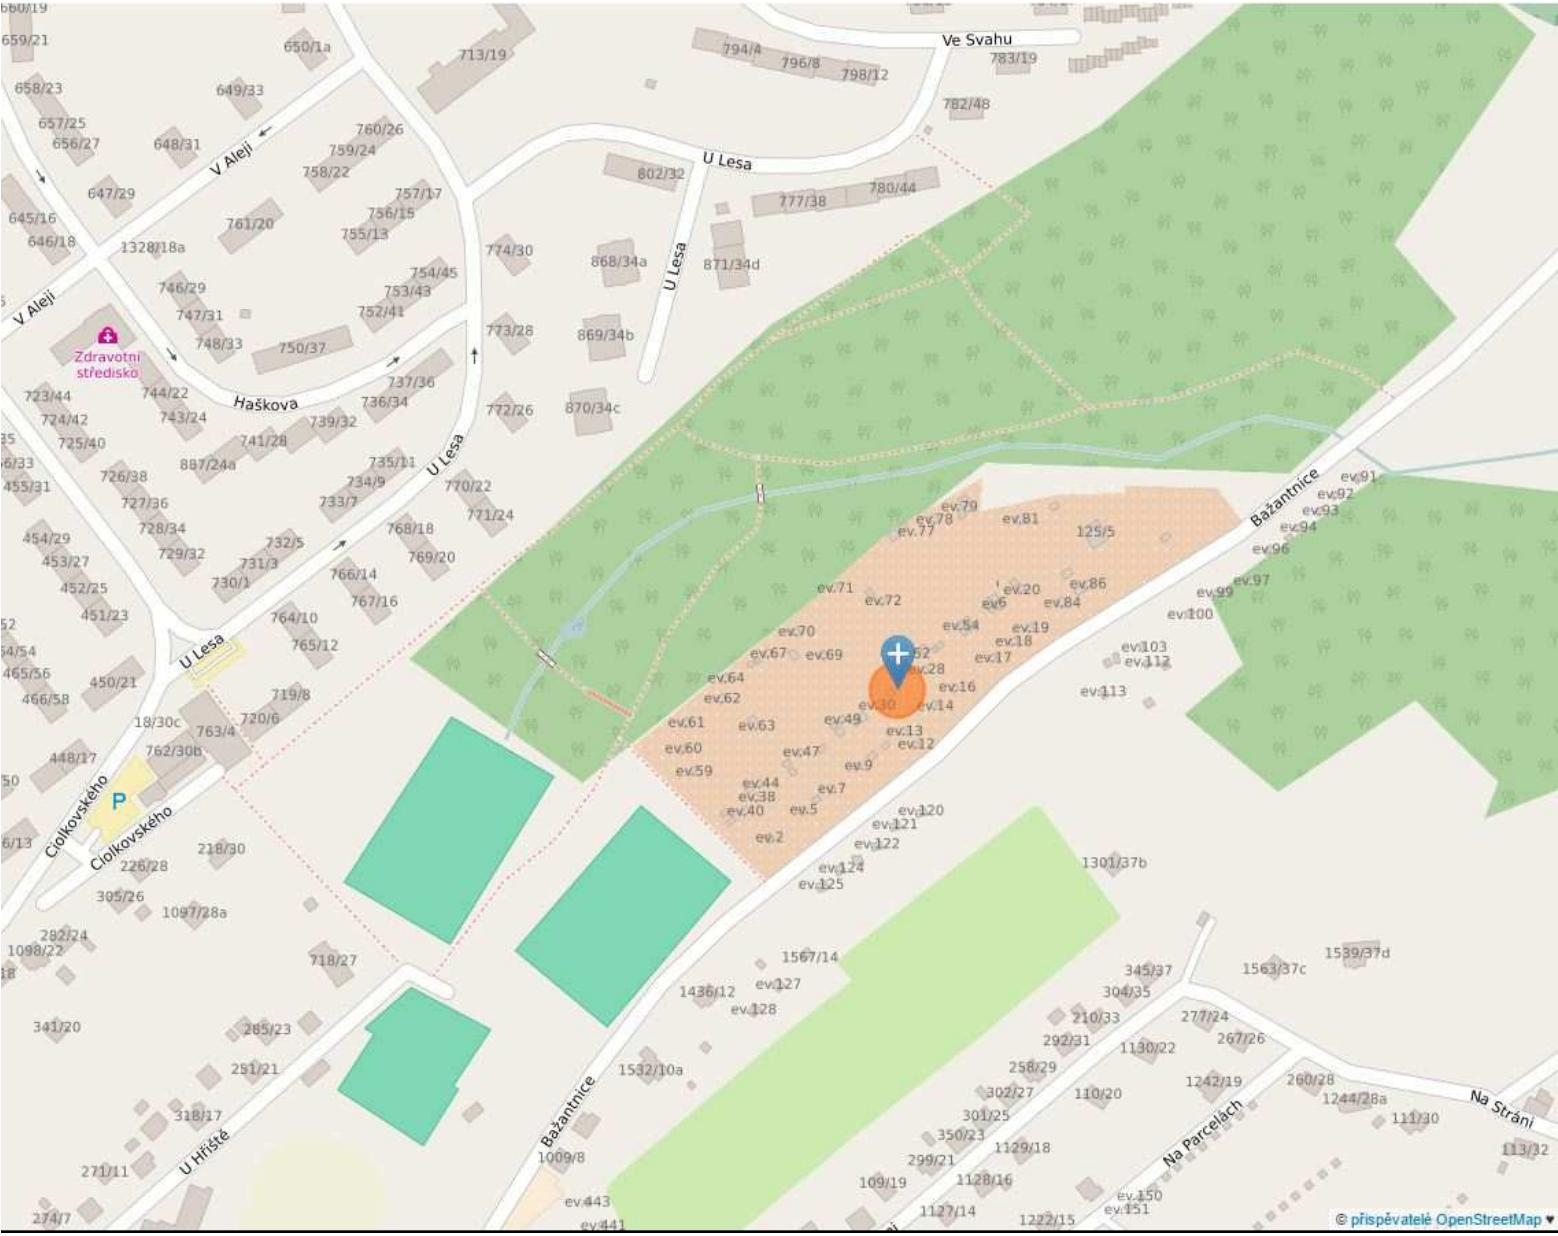 660/19
659/21
650/1a
713/19
794/4
796/8
798/12
Ve Svahu
783/19
782/48
658/23
649/33
657/25
656/27
648/31
V Aleji
760/26
759/24
758/22
647/29
757/17
756/15
755/13
761/20
645/16
646/18
1328/18a
U Lesa
802/32
777/38
780/44
774/30
868/34a
871/34d
U Lesa
754/45
753/43
752/41
746/29
747/31
748/33
750/37
V Aleji
773/28
869/34b
Zdravotní
středisko
744/22
743/24
Haškova
737/36
736/34
739/32
741/28
887/24a
772/26
870/34c
723/44
724/42
725/40
U Lesa
735/11
734/9
733/7
726/38
727/36
728/34
729/32
770/22
771/24
768/18
769/20
455/31
454/29
453/27
452/25
451/23
732/5
731/3
730/1
766/14
767/16
764/10
765/12
U Lesa
465/56
466/58
450/21
719/8
720/6
18/30c
763/4
762/30b
448/17
P
Ciolkovského
Ciolkovského
218/30
226/28
305/26
1097/28a
282/24
1098/22
718/27
341/20
285/23
251/21
318/17
U Hřiště
271/11
274/7
Bažantnice
ev.91
ev.92
ev.93
ev.94
ev.96
ev.97
ev.99
ev.100
ev.103
ev.112
ev.113
ev.79
ev.78
ev.77
ev.81
125/5
ev.71
ev.72
ev.20
ev.86
ev.6
ev.84
ev.54
ev.19
ev.18
ev.17
ev.70
ev.67
ev.69
52
ev.28
ev.64
ev.62
ev.16
ev.14
ev.30
ev.61
ev.63
ev.49
ev.13
ev.12
ev.60
ev.59
ev.47
ev.9
ev.44
ev.38
ev.40
ev.7
ev.5
ev.2
ev.120
ev.121
ev.122
ev.124
ev.125
1301/37b
1567/14
ev.127
ev.128
1436/12
1532/10a
Bažantnice
1009/8
ev.443
ev.441
345/37
304/35
210/33
292/31
258/29
302/27
301/25
350/23
299/21
109/19
1563/37c
1539/37d
277/24
267/26
1130/22
110/20
1242/19
260/28
1244/28a
111/30
113/32
Na Stráni
Na Parcelách
1129/18
1128/16
1127/14
1222/15
ev.150
ev.151
© přispěvatelé OpenStreetMap ♥